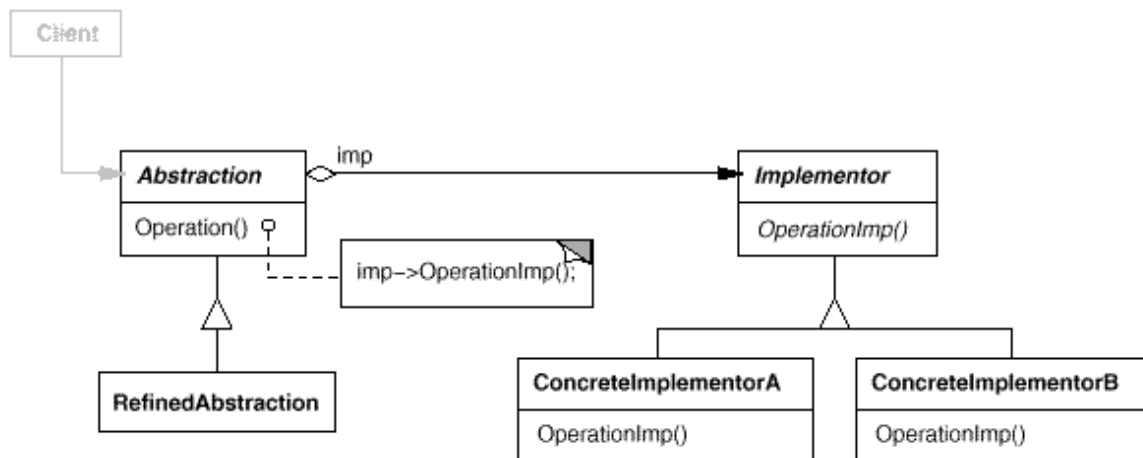 Client
imp
Abstraction
Implementor
Operation()
OperationImp()
imp->OperationImp();
RefinedAbstraction
ConcreteImplementorA
ConcreteImplementorB
OperationImp()
OperationImp()